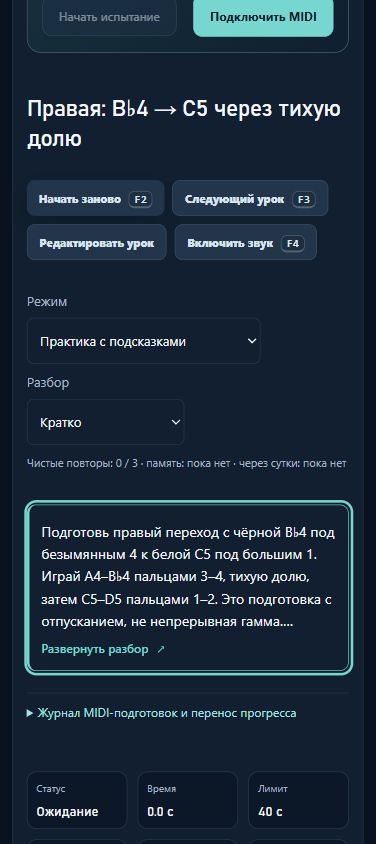 Начать испытание
Подключить MIDI
Правая: B♭4 → C5 через тихую
долю
Начать заново F2
Следующий урок F3
Редактировать урок
Включить звук F4
Режим
Практика с подсказками
Разбор
Кратко
Чистые повторы: 0 / 3 · память: пока нет · через сутки: пока нет
Подготовь правый переход с чёрной B♭4 под
безымянным 4 к белой C5 под большим 1.
Играй A4–B♭4 пальцами 3–4, тихую долю,
затем C5–D5 пальцами 1–2. Это подготовка с
отпусканием, не непрерывная гамма....
Развернуть разбор ↗
▶ Журнал MIDI-подготовок и перенос прогресса
Статус
Ожидание
Время
0.0 с
Лимит
40 с